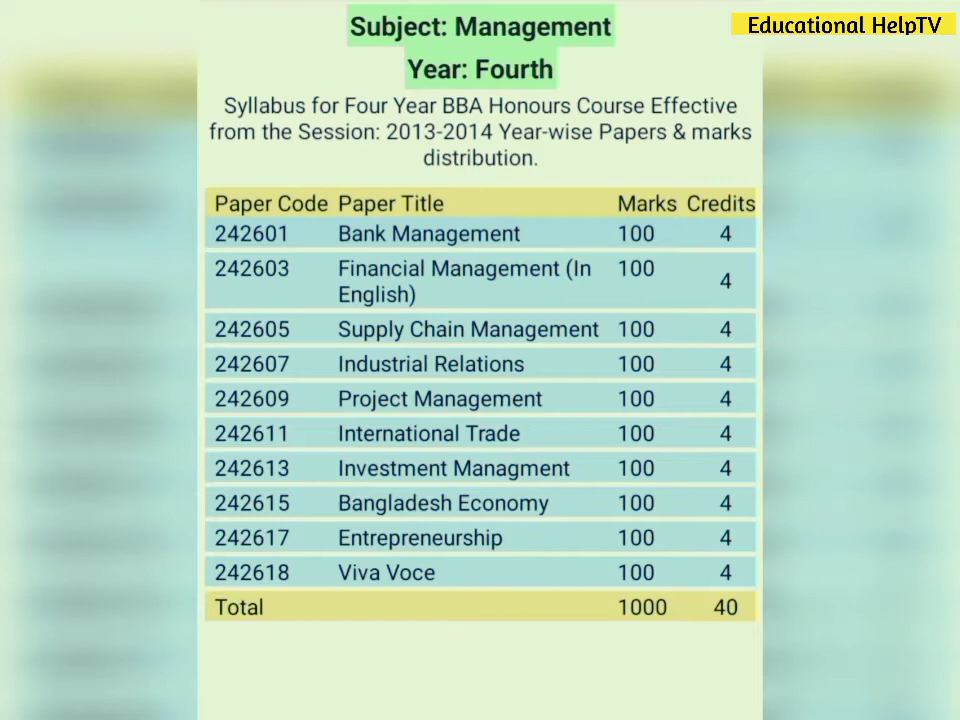 Educational HelpTV
Subject: Management
Year: Fourth
Syllabus for Four Year BBA Honours Course Effective
from the Session: 2013-2014 Year-wise Papers & marks
distribution.
Paper Code Paper Title Marks Credits
242601 Bank Management 100 4
242603 Financial Management (In English) 100 4
242605 Supply Chain Management 100 4
242607 Industrial Relations 100 4
242609 Project Management 100 4
242611 International Trade 100 4
242613 Investment Managment 100 4
242615 Bangladesh Economy 100 4
242617 Entrepreneurship 100 4
242618 Viva Voce 100 4
Total 1000 40